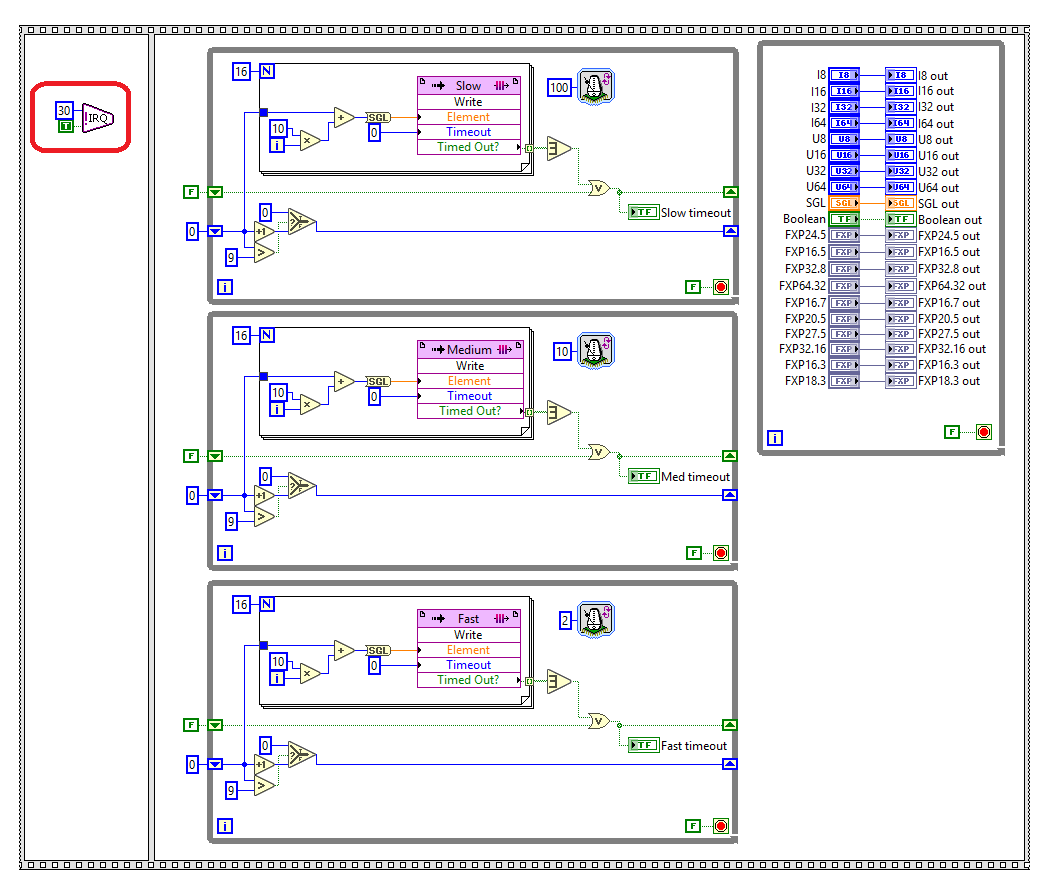 30
T
!IRQ
16
N
Slow
Write
Element
Timeout
Timed Out?
100
10
i
x
+
SGL
0
F
v
TF
Slow timeout
0
0
+1
?
T
F
9
>
i
F
16
N
Medium
Write
Element
Timeout
Timed Out?
10
10
i
x
+
SGL
0
F
v
TF
Med timeout
0
0
+1
?
T
F
9
>
i
F
16
N
Fast
Write
Element
Timeout
Timed Out?
2
10
i
x
+
SGL
0
F
v
TF
Fast timeout
0
0
+1
?
T
F
9
>
i
F
I8 I8 I8 I8 out
I16 I16 I16 I16 out
I32 I32 I32 I32 out
I64 I64 I64 I64 out
U8 U8 U8 U8 out
U16 U16 U16 U16 out
U32 U32 U32 U32 out
U64 U64 U64 U64 out
SGL SGL SGL SGL out
Boolean TF TF Boolean out
FXP24.5 FXP FXP FXP24.5 out
FXP16.5 FXP FXP FXP16.5 out
FXP32.8 FXP FXP FXP32.8 out
FXP64.32 FXP FXP FXP64.32 out
FXP16.7 FXP FXP FXP16.7 out
FXP20.5 FXP FXP FXP20.5 out
FXP27.5 FXP FXP FXP27.5 out
FXP32.16 FXP FXP FXP32.16 out
FXP16.3 FXP FXP FXP16.3 out
FXP18.3 FXP FXP FXP18.3 out
i
F